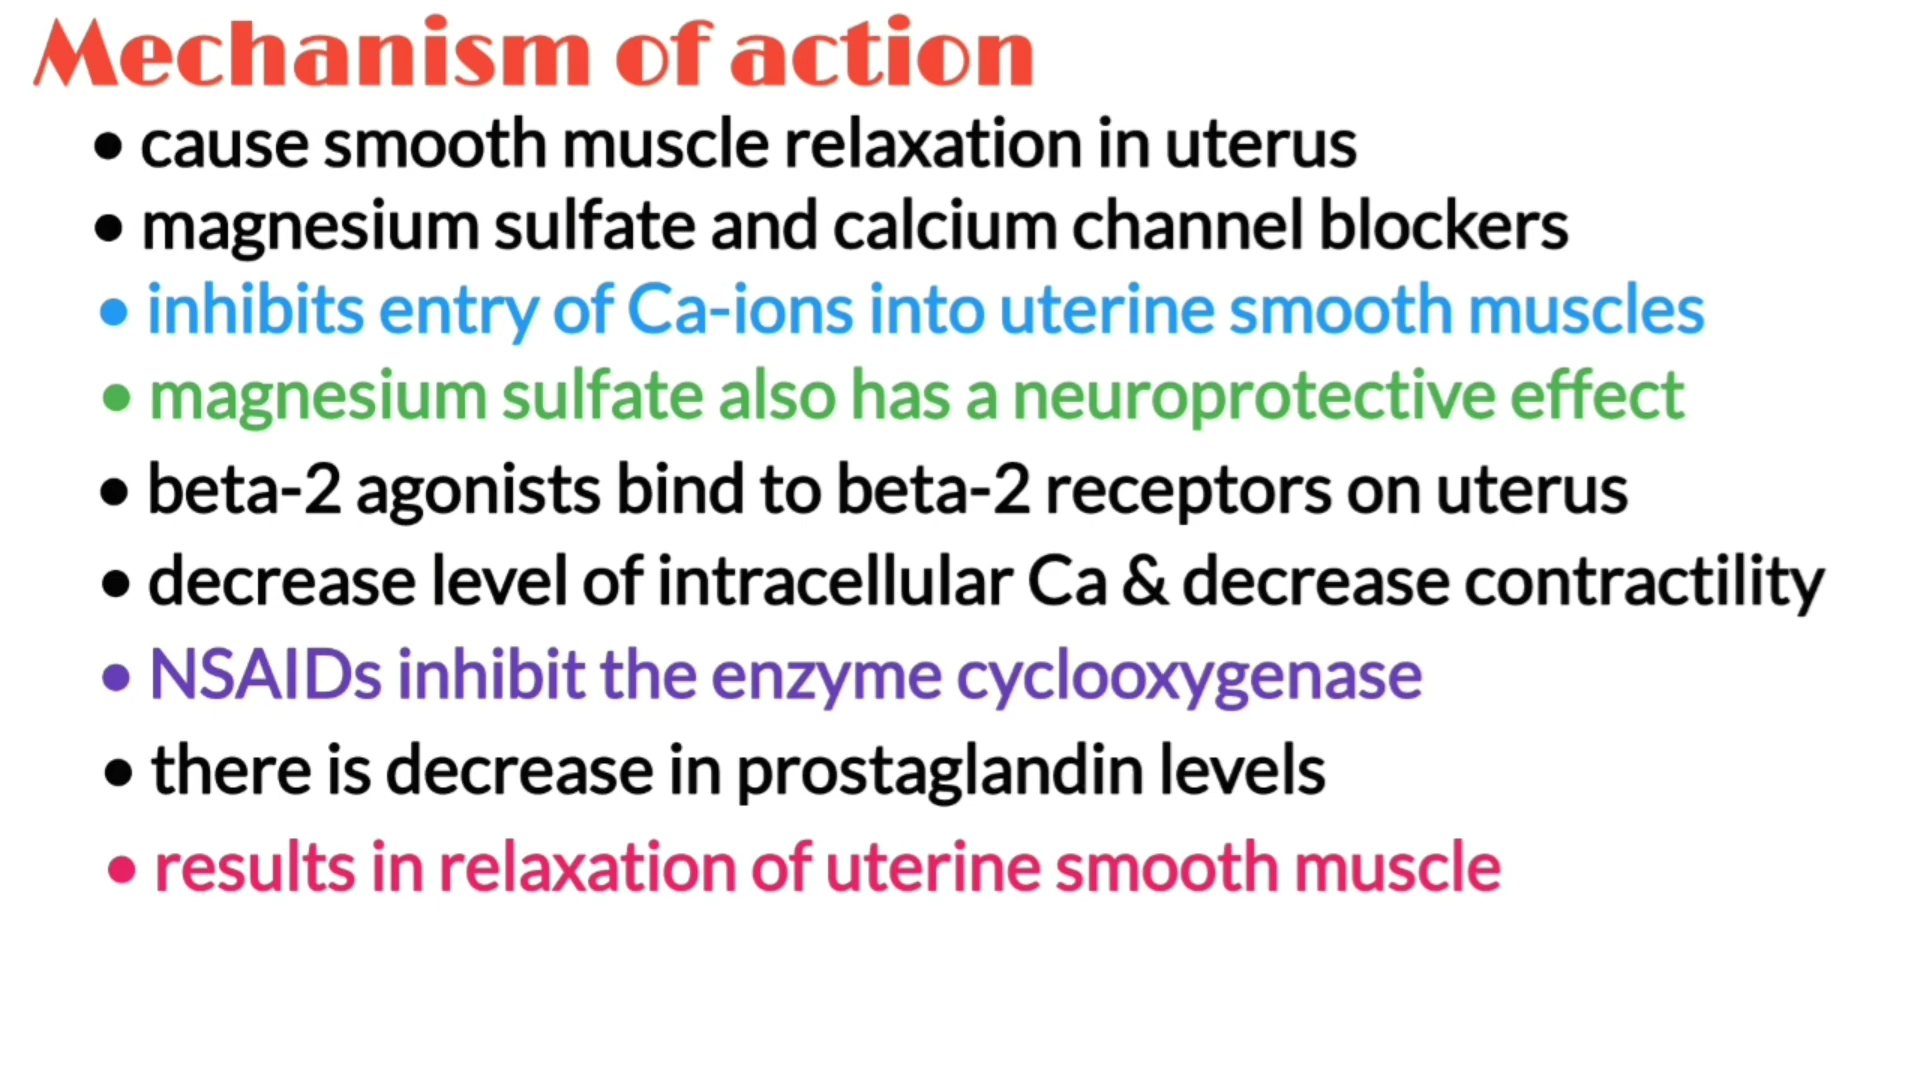 Mechanism of action
• cause smooth muscle relaxation in uterus
• magnesium sulfate and calcium channel blockers
• inhibits entry of Ca-ions into uterine smooth muscles
• magnesium sulfate also has a neuroprotective effect
• beta-2 agonists bind to beta-2 receptors on uterus
• decrease level of intracellular Ca & decrease contractility
• NSAIDs inhibit the enzyme cyclooxygenase
• there is decrease in prostaglandin levels
• results in relaxation of uterine smooth muscle